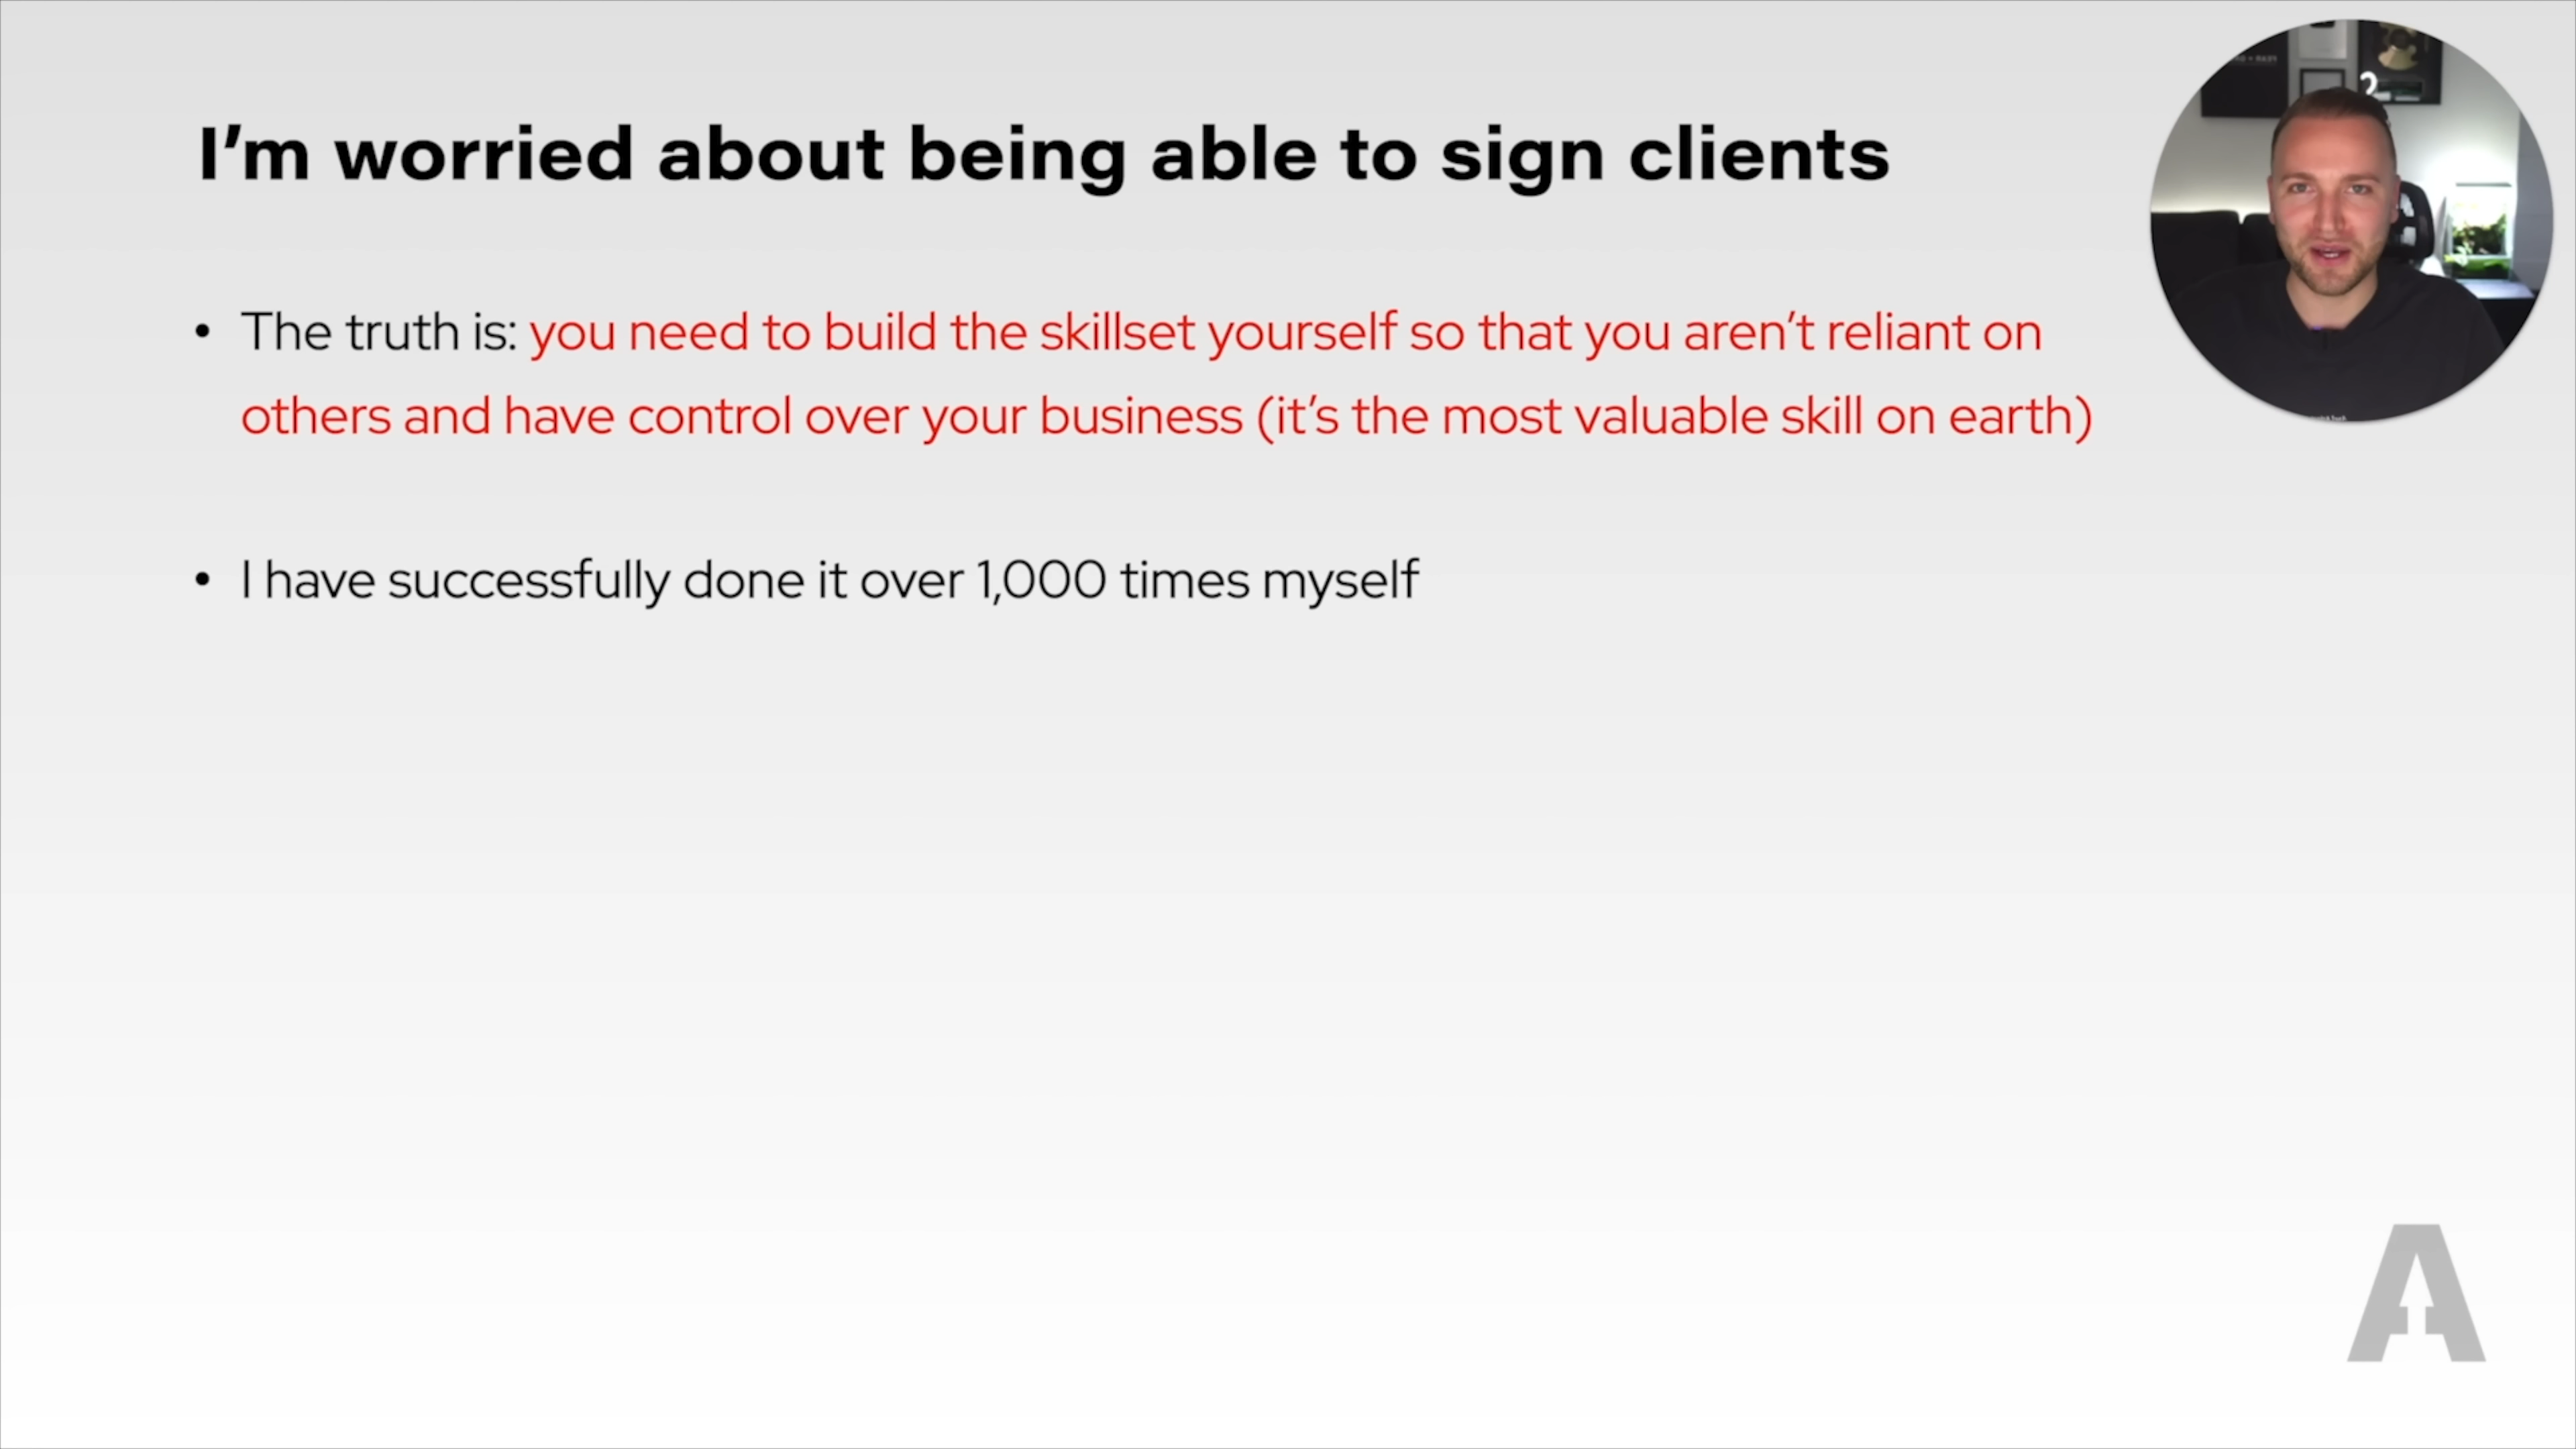 I’m worried about being able to sign clients
• The truth is: you need to build the skillset yourself so that you aren’t reliant on
others and have control over your business (it’s the most valuable skill on earth)
• I have successfully done it over 1,000 times myself
A